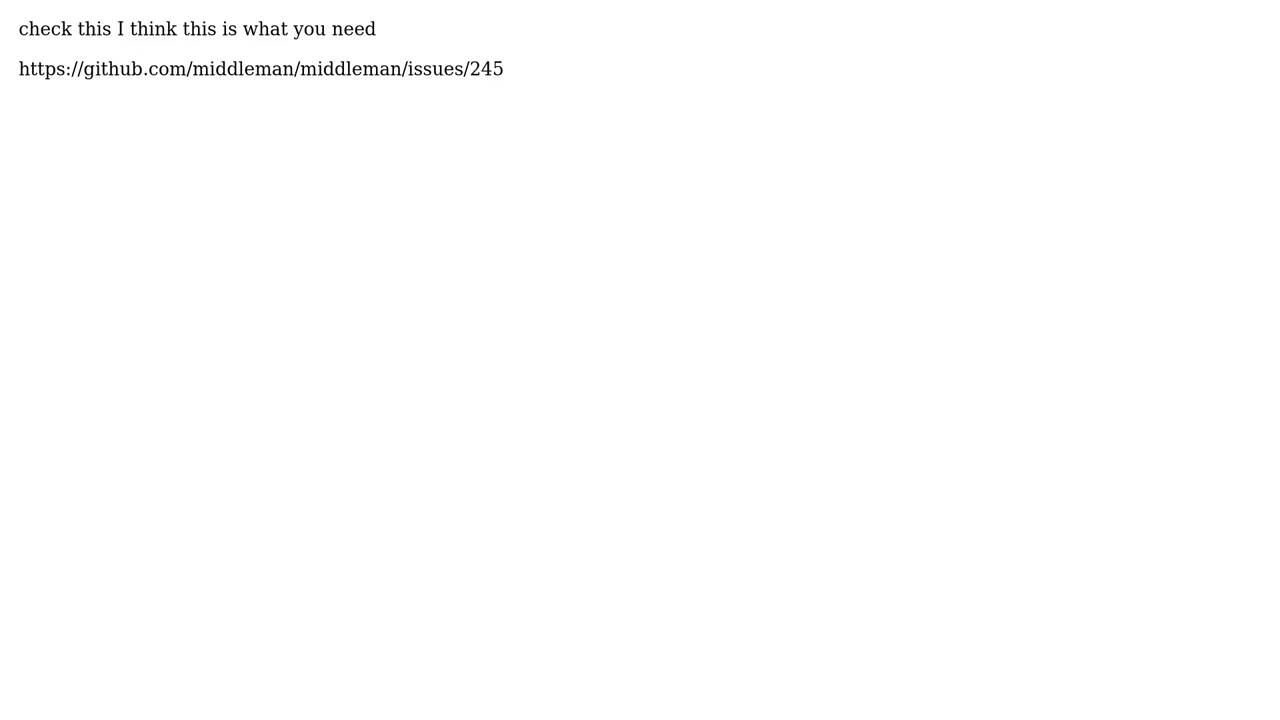 check this I think this is what you need
https://github.com/middleman/middleman/issues/245